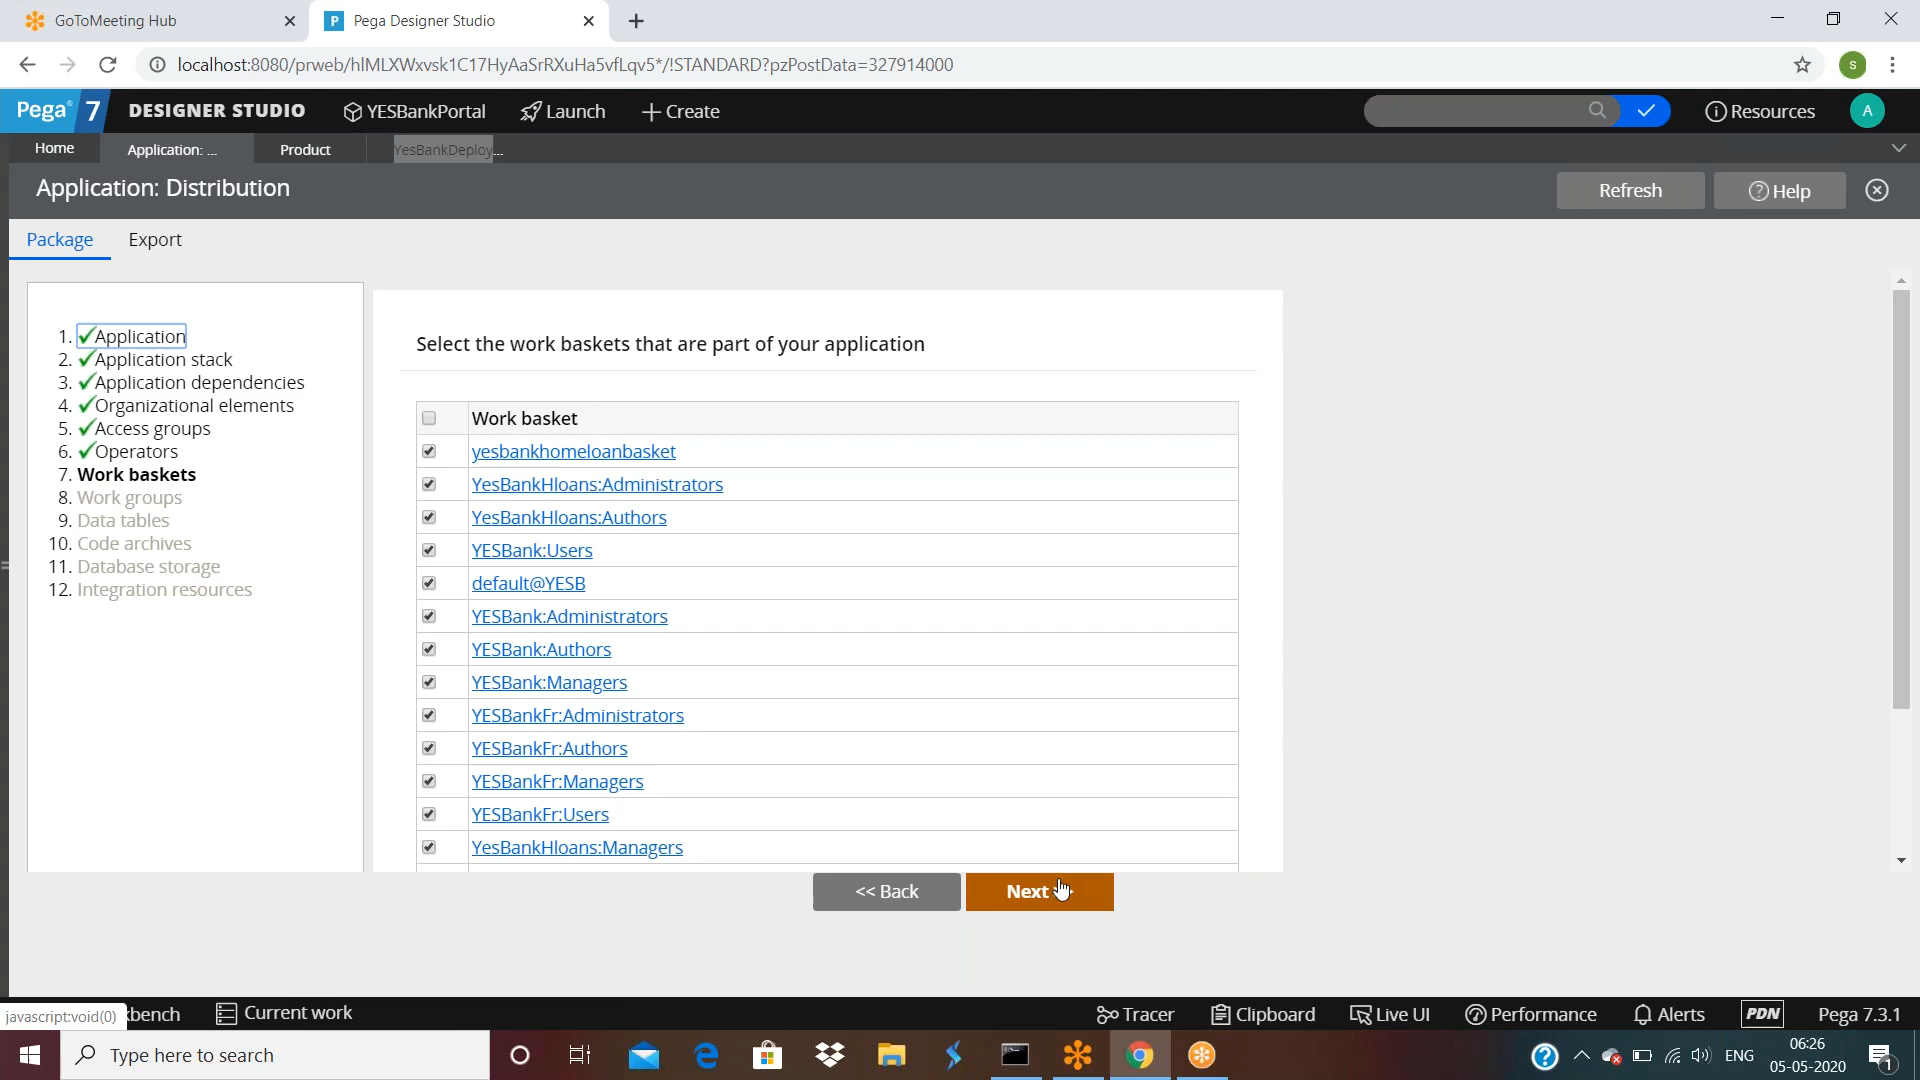 GoToMeeting Hub
Pega Designer Studio
localhost:8080/prweb/hIMLXWxvsk1C17HyAaSrRXuHa5vfLqv5*/!STANDARD?pzPostData=327914000
s
Pega 7 DESIGNER STUDIO YESBankPortal Launch Create Resources A
Home Application: ... Product YesBankDeploy...
Application: Distribution Refresh Help
Package Export
1. Application
2. Application stack
3. Application dependencies
4. Organizational elements
5. Access groups
6. Operators
7. Work baskets
8. Work groups
9. Data tables
10. Code archives
11. Database storage
12. Integration resources
Select the work baskets that are part of your application
Work basket
yesbankhomeloanbasket
YesBankHloans:Administrators
YesBankHloans:Authors
YESBank:Users
default@YESB
YESBank:Administrators
YESBank:Authors
YESBank:Managers
YESBankFr:Administrators
YESBankFr:Authors
YESBankFr:Managers
YESBankFr:Users
YesBankHloans:Managers
<< Back Next
javascript:void(0) kbench Current work Tracer Clipboard Live UI Performance Alerts PDN Pega 7.3.1
Type here to search ENG 06:26
05-05-2020 1